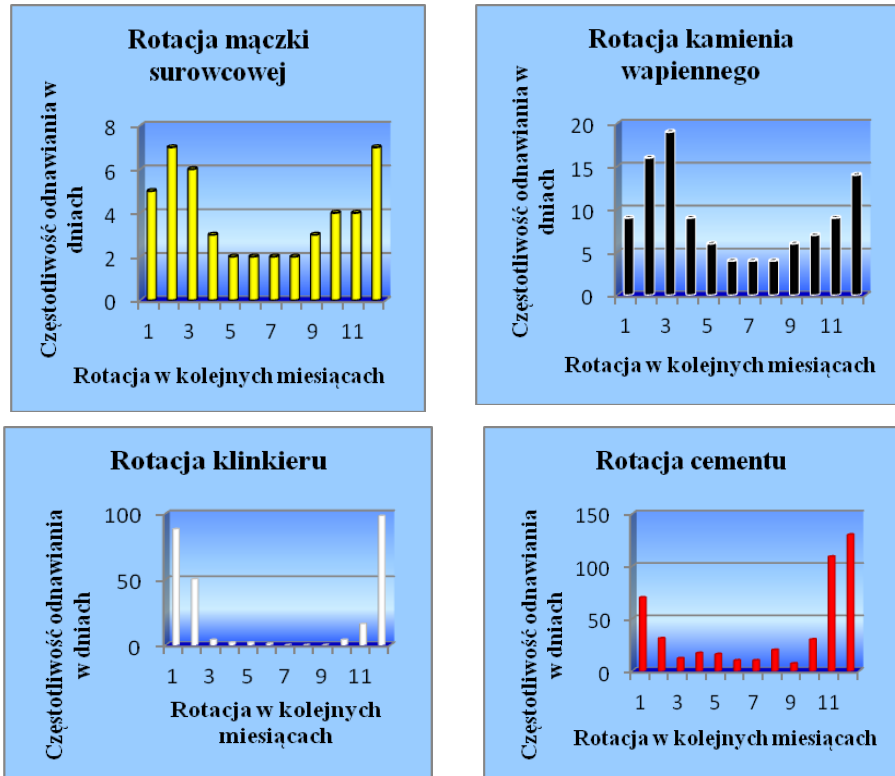 Rotacja mączki
surowcowej
Częstotliwość odnawiania w
dniach
8
6
4
2
0
1 3 5 7 9 11
Rotacja w kolejnych miesiącach
Rotacja kamienia
wapiennego
Częstotliwość odnawiania w
dniach
20
15
10
5
0
1 3 5 7 9 11
Rotacja w kolejnych miesiącach
Rotacja klinkieru
Częstotliwość odnawiania
w dniach
100
50
0
1 3 5 7 9 11
Rotacja w kolejnych
miesiącach
Rotacja cementu
Częstotliwość odnawiania
w dniach
150
100
50
0
1 3 5 7 9 11
Rotacja w kolejnych miesiącach